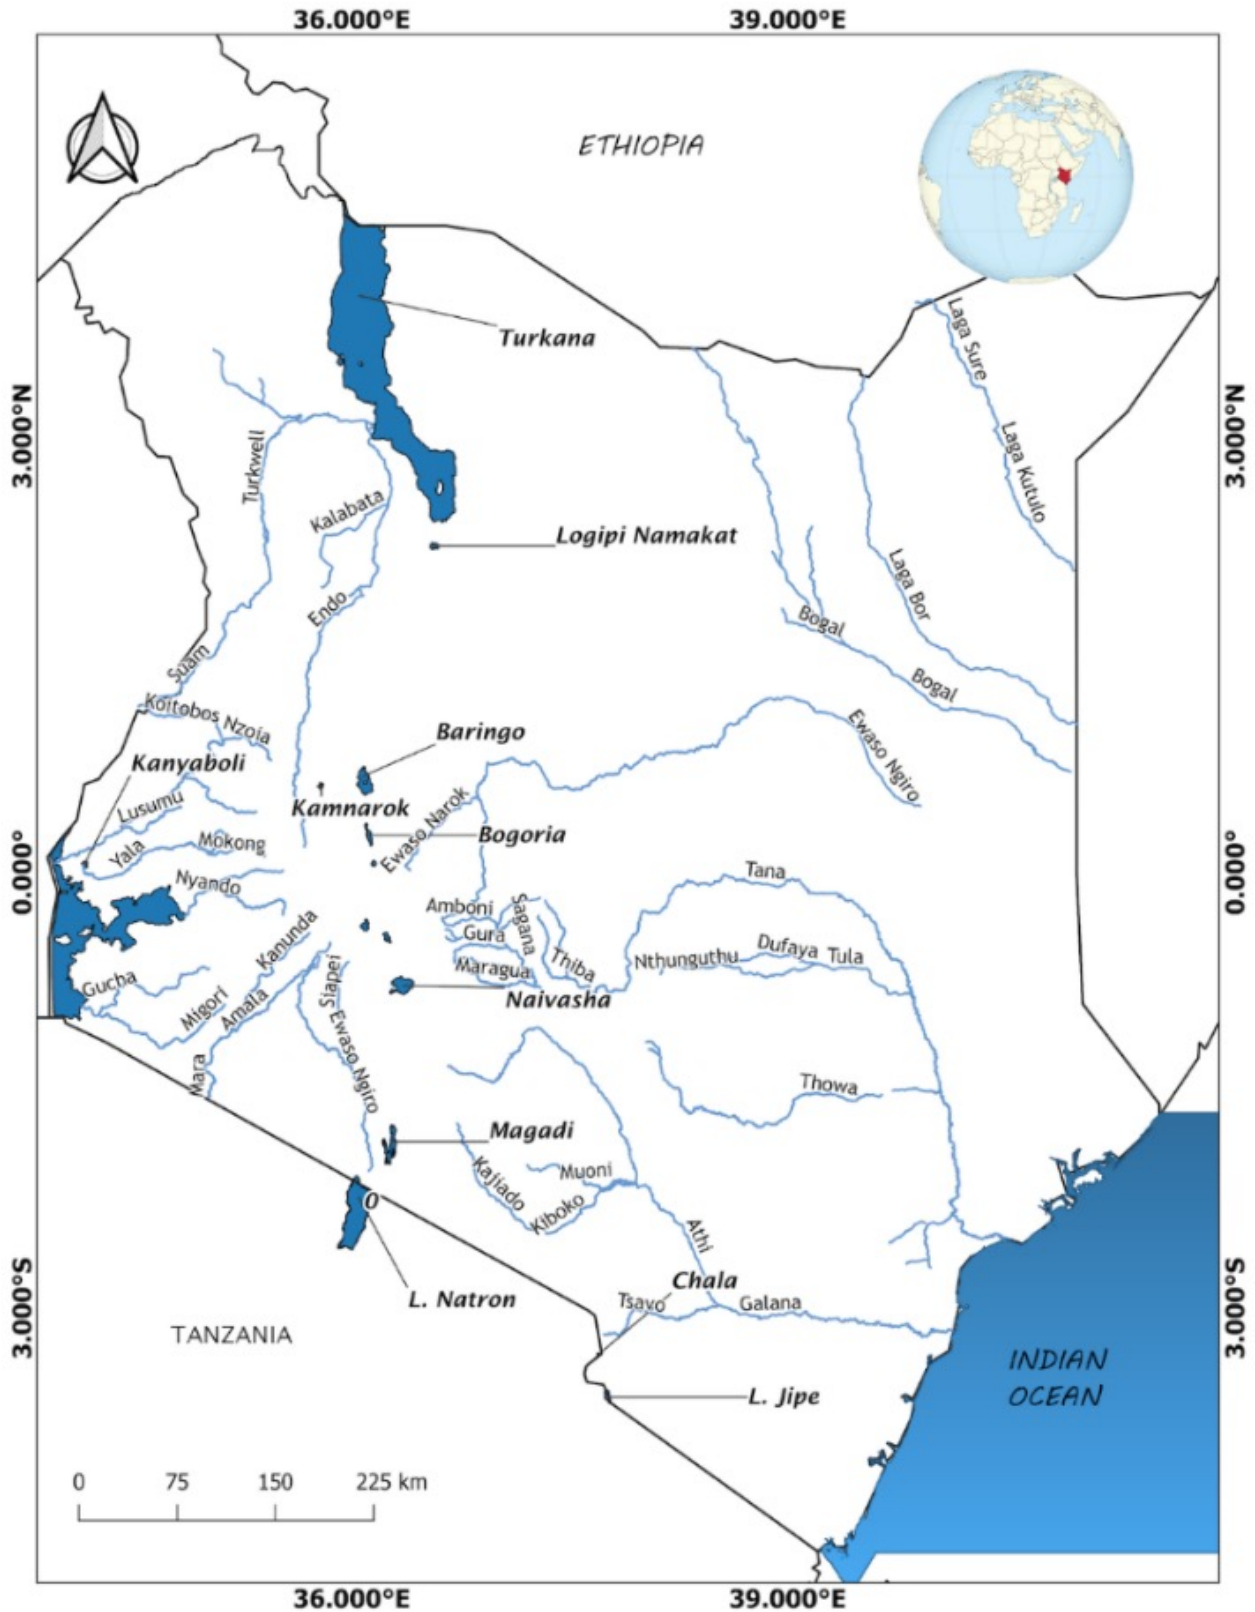 36.000°E
39.000°E
ETHIOPIA
Turkana
Laga Sure
3.000°N
3.000°N
Turkwell
Laga Kutulo
Kalabata
Logipi Namakat
Laga Bor
Endo
Bogal
Suam
Bogal
Koitobos Nzoia
Ewaso Ngiro
Baringo
Kanyaboli
Lusumu
Kamnarok
Ewaso Narok
Bogoria
Yala
Mokong
0.000°
0.000°
Nyando
Tana
Amboni
Sagana
Gura
Kanunda
Thiba
Nthunguthu
Dufaya
Tula
Maragua
Siapei
Gucha
Naivasha
Migori
Amala
Ewaso Ngiro
Mara
Thowa
Magadi
Muoni
Kajiado
Kiboko
O
Athi
Chala
3.000°S
3.000°S
L. Natron
Tsavo
Galana
TANZANIA
INDIAN
OCEAN
L. Jipe
0 75 150 225 km
36.000°E
39.000°E